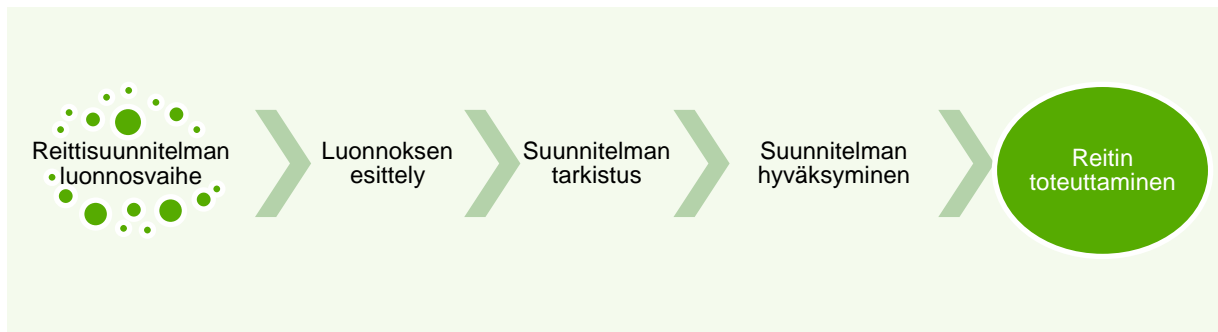 Reittisuunnitelman
luonnosvaihe
Luonnoksen
esittely
Suunnitelman
tarkistus
Suunnitelman
hyväksyminen
Reitin
toteuttaminen